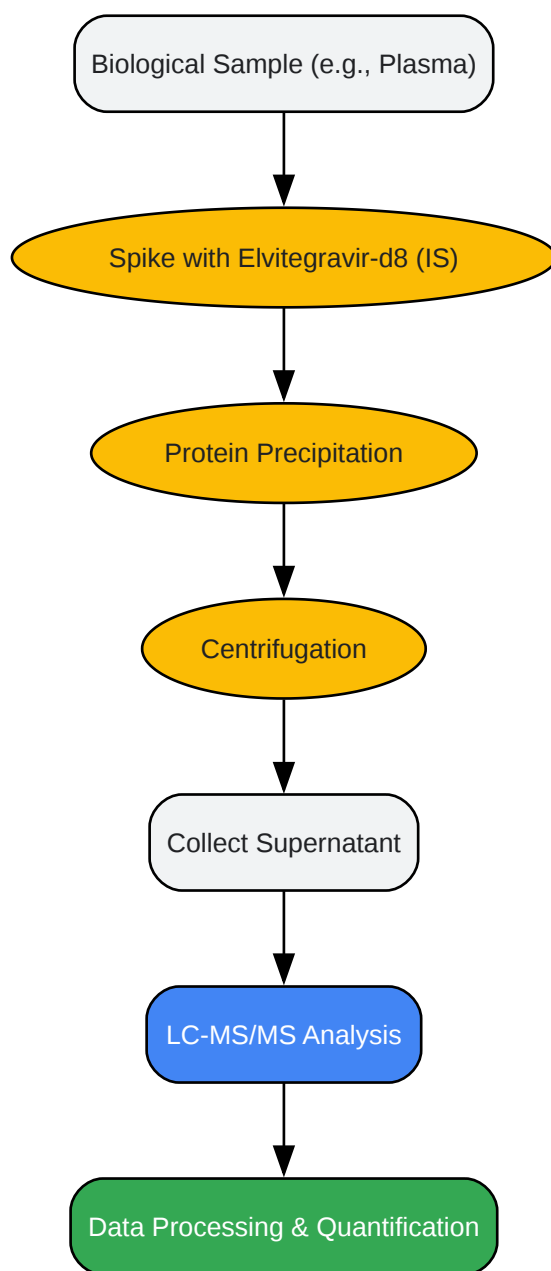 Biological Sample (e.g., Plasma)
Spike with Elvitegravir-d8 (IS)
Protein Precipitation
Centrifugation
Collect Supernatant
LC-MS/MS Analysis
Data Processing & Quantification